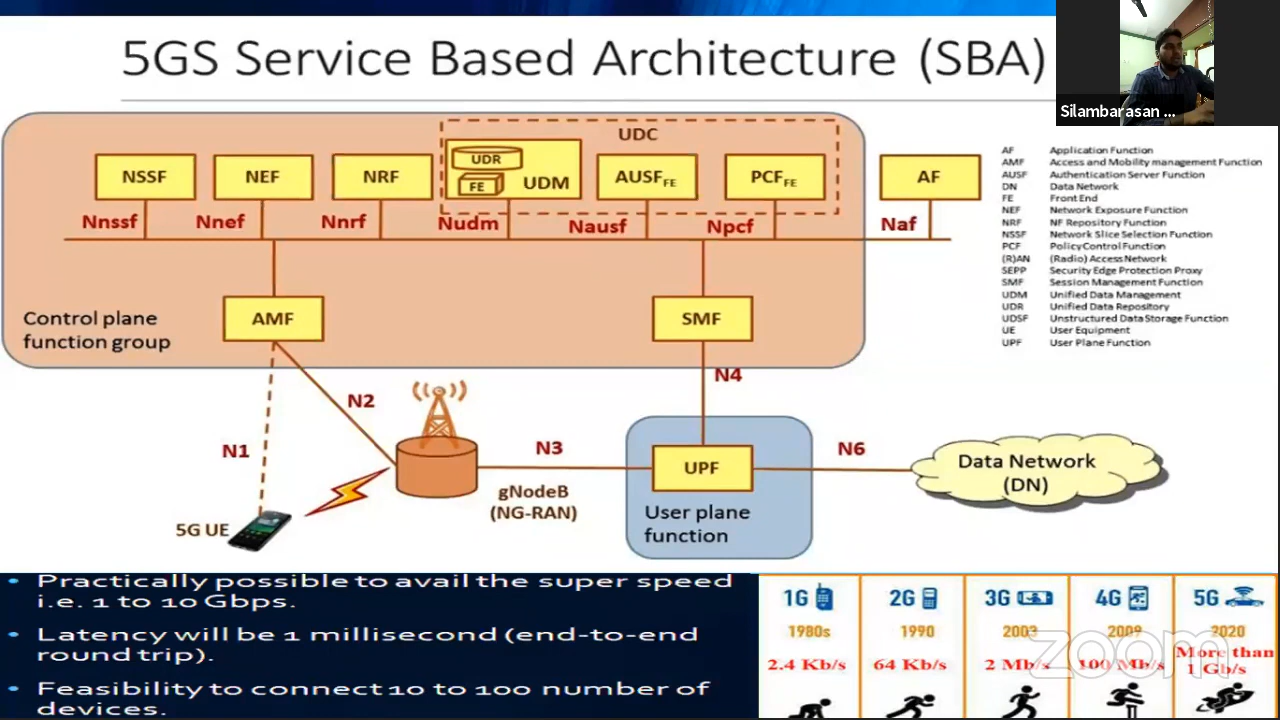 5GS Service Based Architecture (SBA)
Silambarasan ...
UDC
NSSF
NEF
NRF
UDR
FE
UDM
AUSF FE
PCF FE
AF
Nnssf
Nnef
Nnrf
Nudm
Nausf
Npcf
Naf
Control plane
function group
AMF
SMF
N1
N2
N3
N4
N6
5G UE
gNodeB
(NG-RAN)
UPF
User plane
function
Data Network
(DN)
AF Application Function
AMF Access and Mobility management Function
AUSF Authentication Server Function
DN Data Network
FE Front End
NEF Network Exposure Function
NRF NF Repository Function
NSSF Network Slice Selection Function
PCF Policy Control Function
(R)AN (Radio) Access Network
SEPP Security Edge Protection Proxy
SMF Session Management Function
UDM Unified Data Management
UDR Unified Data Repository
UDSF Unstructured Data Storage Function
UE User Equipment
UPF User Plane Function
• Practically possible to avail the super speed
i.e. 1 to 10 Gbps.
• Latency will be 1 millisecond (end-to-end
round trip).
• Feasibility to connect 10 to 100 number of
devices.
1G
1980s
2.4 Kb/s
2G
1990
64 Kb/s
3G
2003
2 Mb/s
4G
2009
100 Mb/s
5G
2020
More than
1 Gb/s
zoom